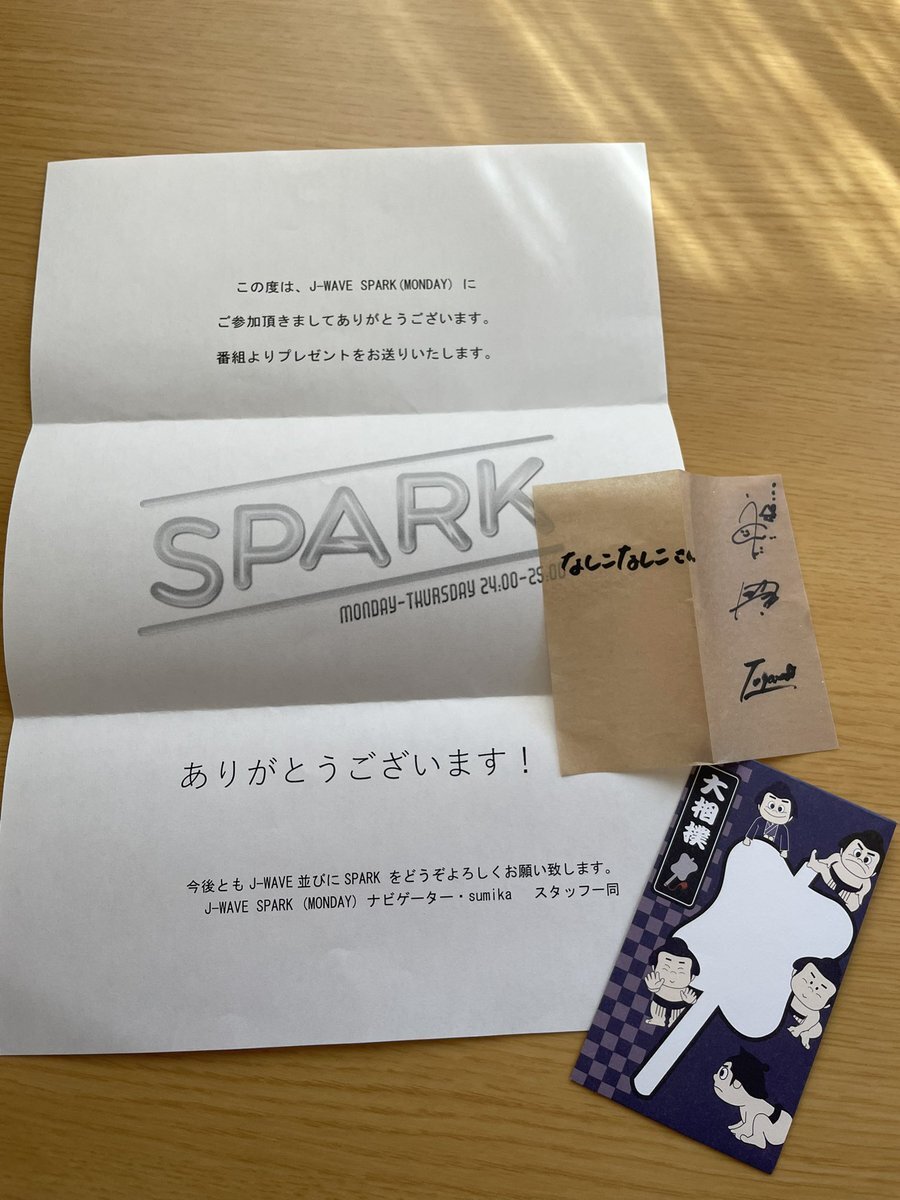 この度は、J-WAVE SPARK(MONDAY) に
ご参加頂きましてありがとうございます。
番組よりプレゼントをお送りいたします。
SPARK
MONDAY-THURSDAY 24:00-25:00
なしこなしこさん
ありがとうございます！
大相撲
今後とも J-WAVE 並びに SPARK をどうぞよろしくお願い致します。
J-WAVE SPARK (MONDAY) ナビゲーター・sumika スタッフ一同